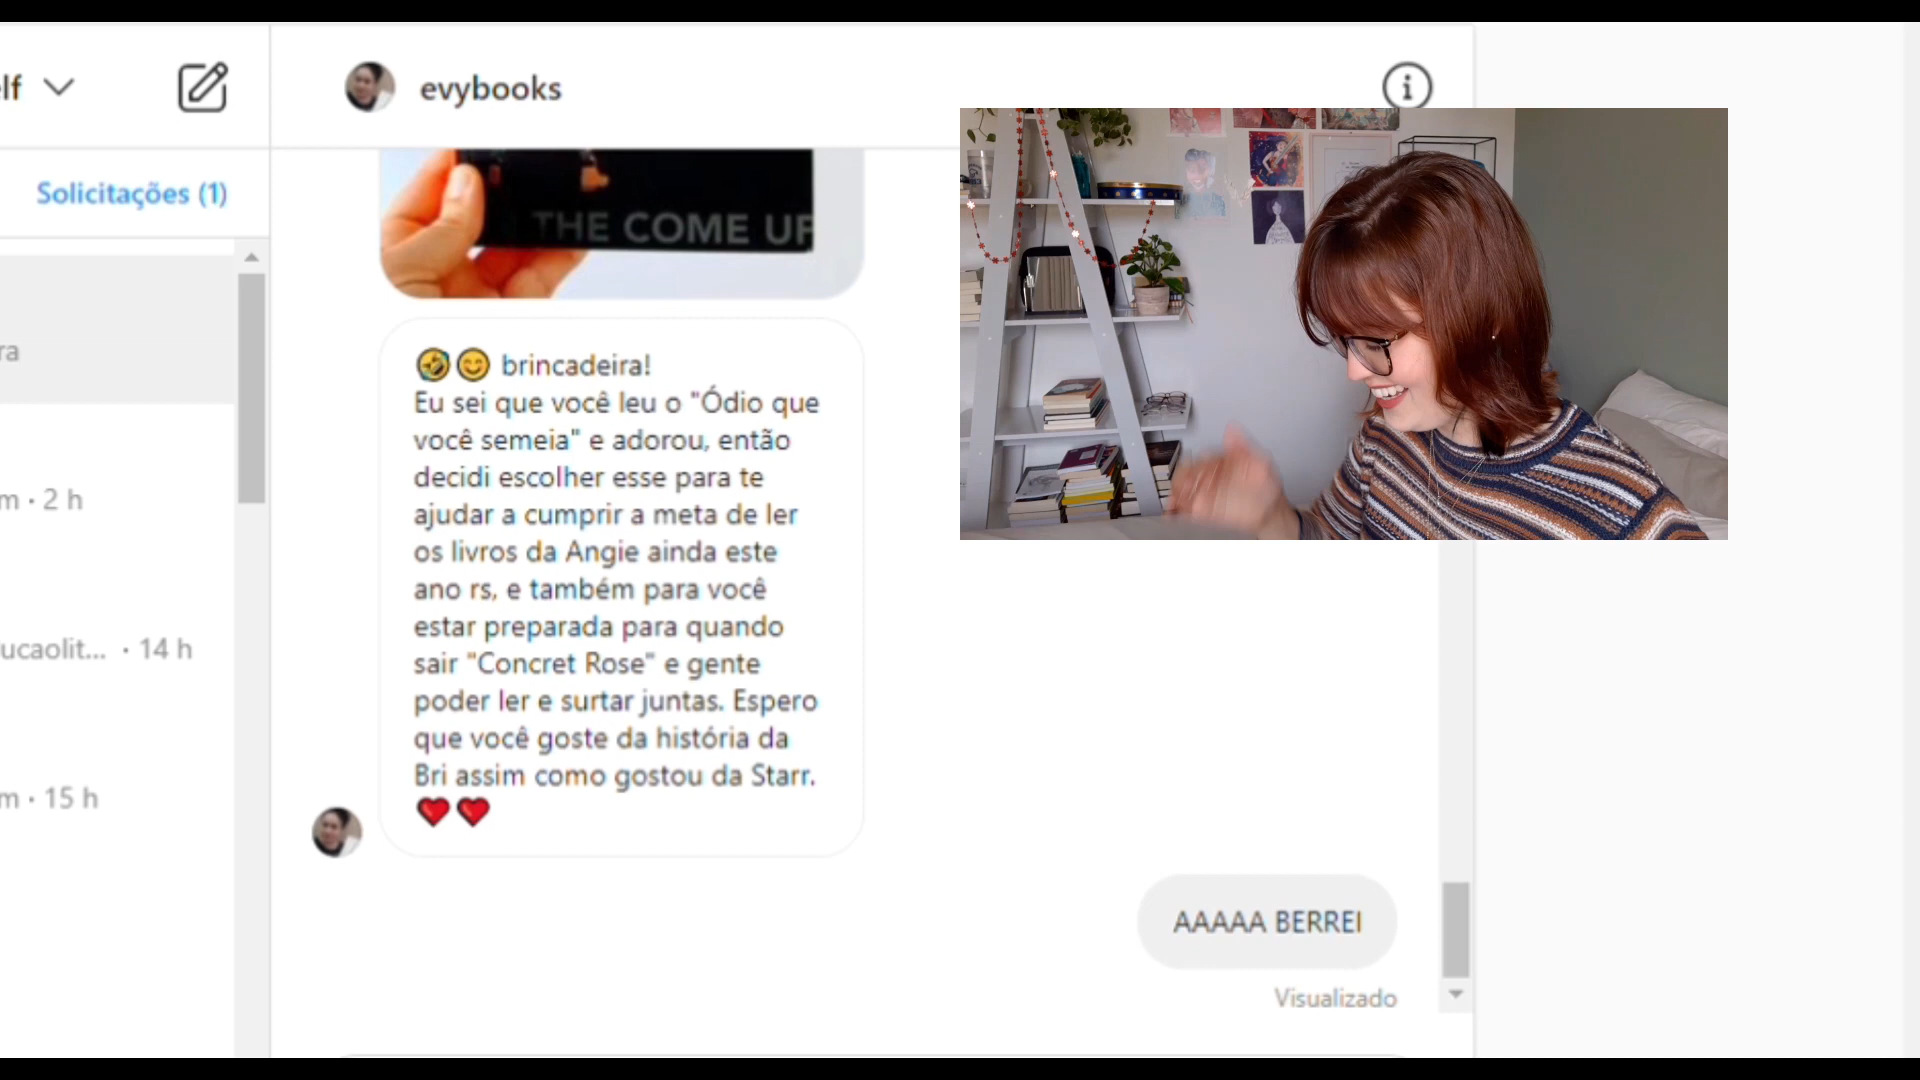 lf
evybooks
Solicitações (1)
THE COME UP
ra
m · 2 h
ucaolit... · 14 h
m · 15 h
🤣😊 brincadeira!
Eu sei que você leu o "Ódio que
você semeia" e adorou, então
decidi escolher esse para te
ajudar a cumprir a meta de ler
os livros da Angie ainda este
ano rs, e também para você
estar preparada para quando
sair "Concret Rose" e gente
poder ler e surtar juntas. Espero
que você goste da história da
Bri assim como gostou da Starr.
❤️❤️
AAAAA BERREI
Visualizado